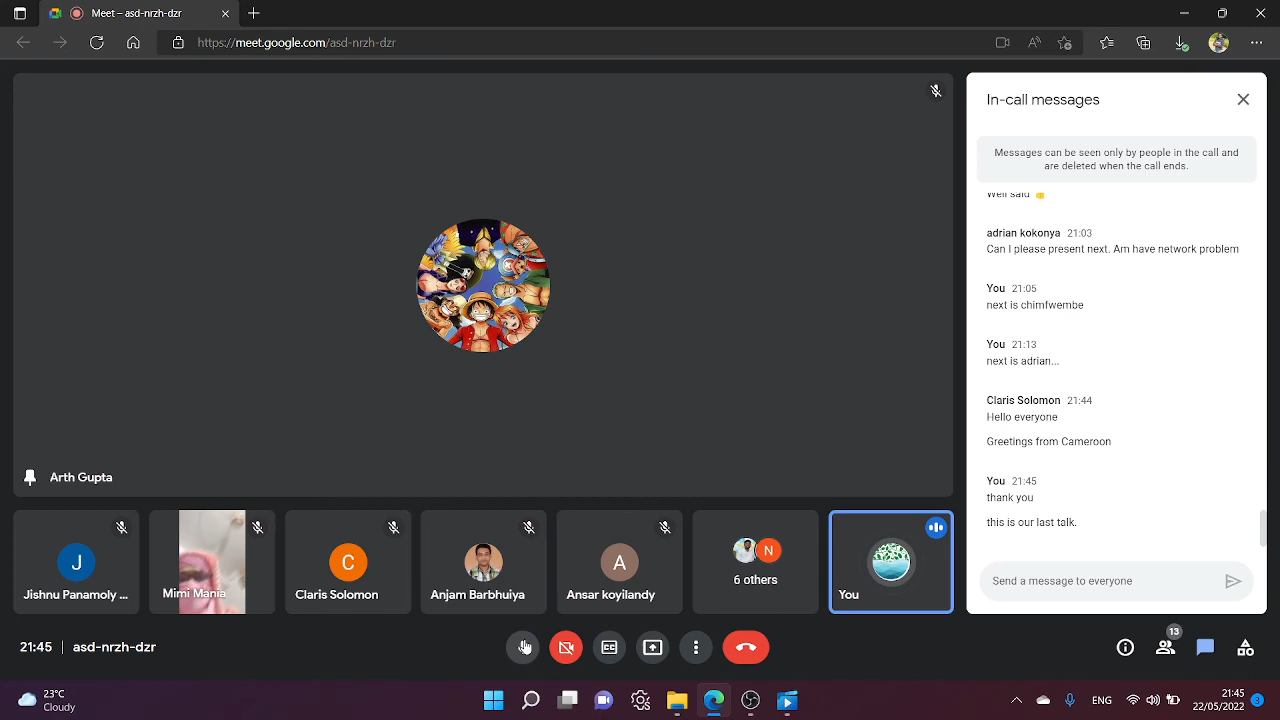 Meet – asd-nrzh-dzr
https://meet.google.com/asd-nrzh-dzr
In-call messages
Messages can be seen only by people in the call and
are deleted when the call ends.
Well said
adrian kokonya 21:03
Can I please present next. Am have network problem
You 21:05
next is chimfwembe
You 21:13
next is adrian...
Claris Solomon 21:44
Hello everyone
Greetings from Cameroon
You 21:45
thank you
this is our last talk.
Send a message to everyone
Arth Gupta
J
Jishnu Panamoly ...
Mimi Mania
C
Claris Solomon
Anjam Barbhuiya
A
Ansar koyilandy
N
6 others
You
21:45 | asd-nrzh-dzr
CC
13
23°C
Cloudy
ENG
21:45
22/05/2022
3